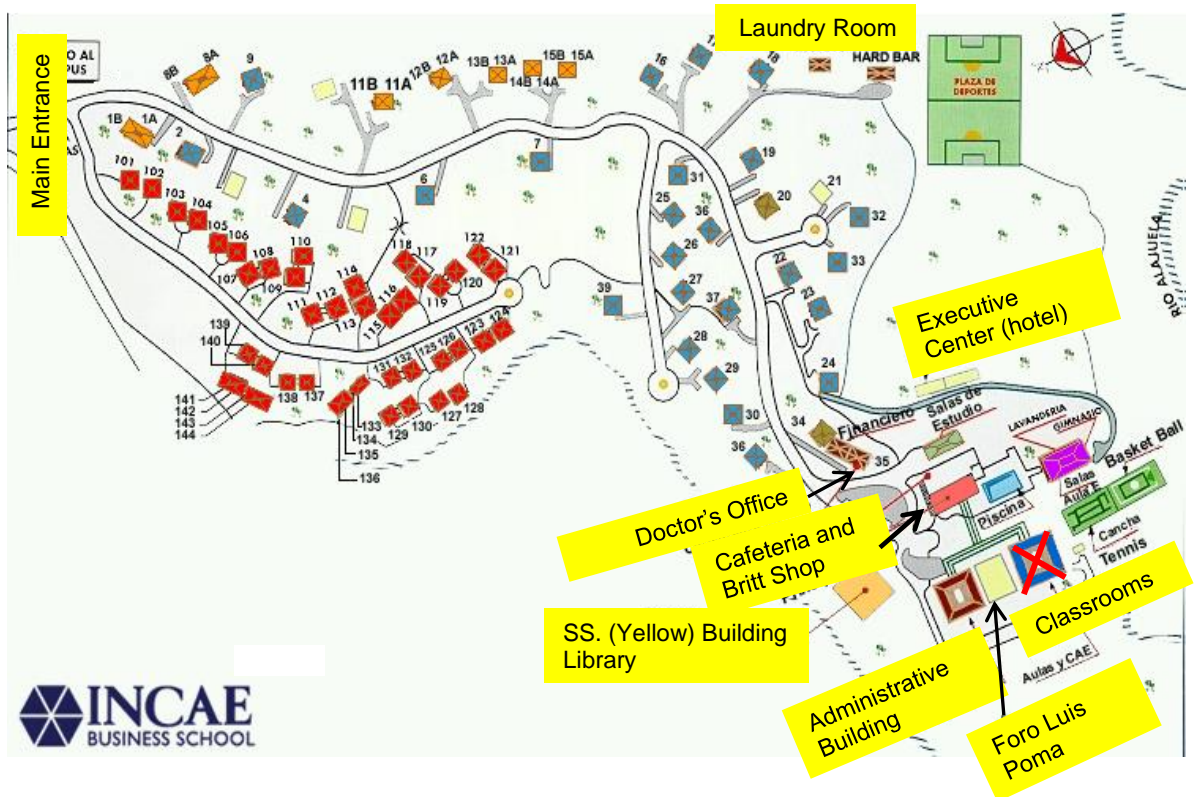 Laundry Room
Main Entrance
8B
8A
9
11B 11A
12B 12A
13B 13A
14B 14A
15B 15A
16
18
HARD BAR
PLAZA DE
DEPORTES
1B
1A
2
4
6
7
101
102
103
104
105
106
107
108
109
110
111
112
113
114
115
116
117
118
119
120
121
122
123
124
125
126
127
128
129
130
131
132
133
134
135
136
137
138
139
140
141
142
143
144
19
20
21
22
23
24
25
26
27
28
29
30
31
32
33
34
35
36
36
37
39
RIO ALAJUELA
Executive
Center (hotel)
Financiero
Salas de
Estudio
LAVANDERIA
GIMNASIO
Basket Ball
Salas
Aula E
Piscina
Cancha
Tennis
Doctor's Office
Cafeteria and
Britt Shop
SS. (Yellow) Building
Library
Classrooms
Aulas y CAE
Administrative
Building
Foro Luis
Poma
INCAE
BUSINESS SCHOOL